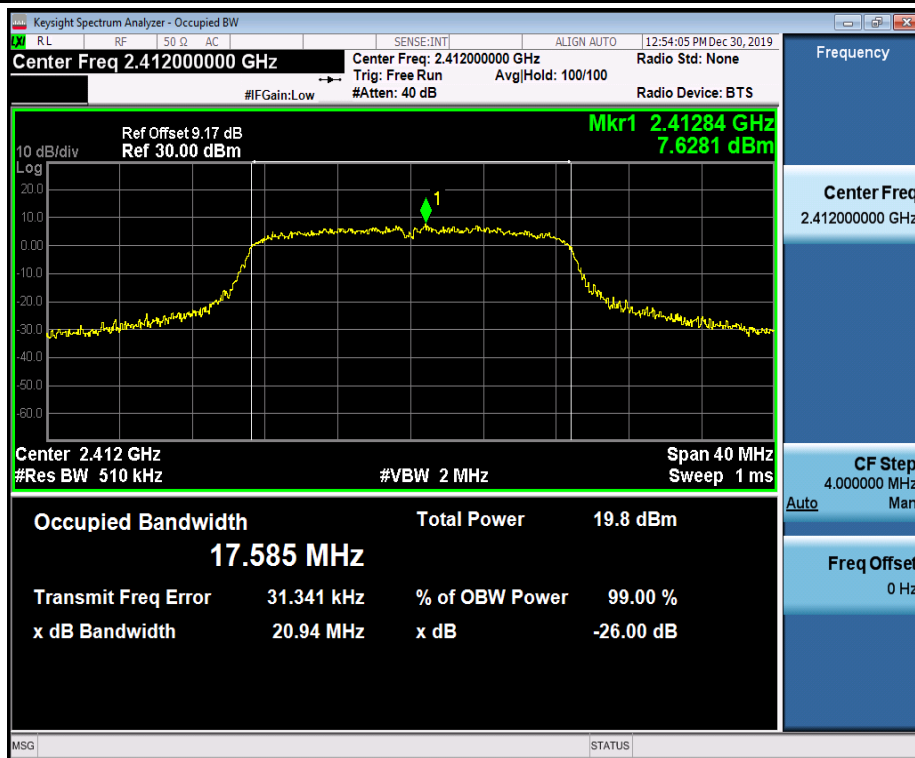 Keysight Spectrum Analyzer - Occupied BW
LXI RL RF 50 Ω AC SENSE:INT ALIGN AUTO 12:54:05 PM Dec 30, 2019
Center Freq 2.412000000 GHz
Center Freq: 2.412000000 GHz
Radio Std: None
Trig: Free Run Avg|Hold: 100/100
#IFGain:Low #Atten: 40 dB Radio Device: BTS
Mkr1 2.41284 GHz
7.6281 dBm
Ref Offset 9.17 dB
10 dB/div Ref 30.00 dBm
Log
20.0
10.0
0.00
-10.0
-20.0
-30.0
-40.0
-50.0
-60.0
1
Center 2.412 GHz Span 40 MHz
#Res BW 510 kHz #VBW 2 MHz Sweep 1 ms
Occupied Bandwidth Total Power 19.8 dBm
17.585 MHz
Transmit Freq Error 31.341 kHz % of OBW Power 99.00 %
x dB Bandwidth 20.94 MHz x dB -26.00 dB
MSG STATUS
Frequency
Center Freq
2.412000000 GHz
CF Step
4.000000 MHz
Auto Man
Freq Offset
0 Hz